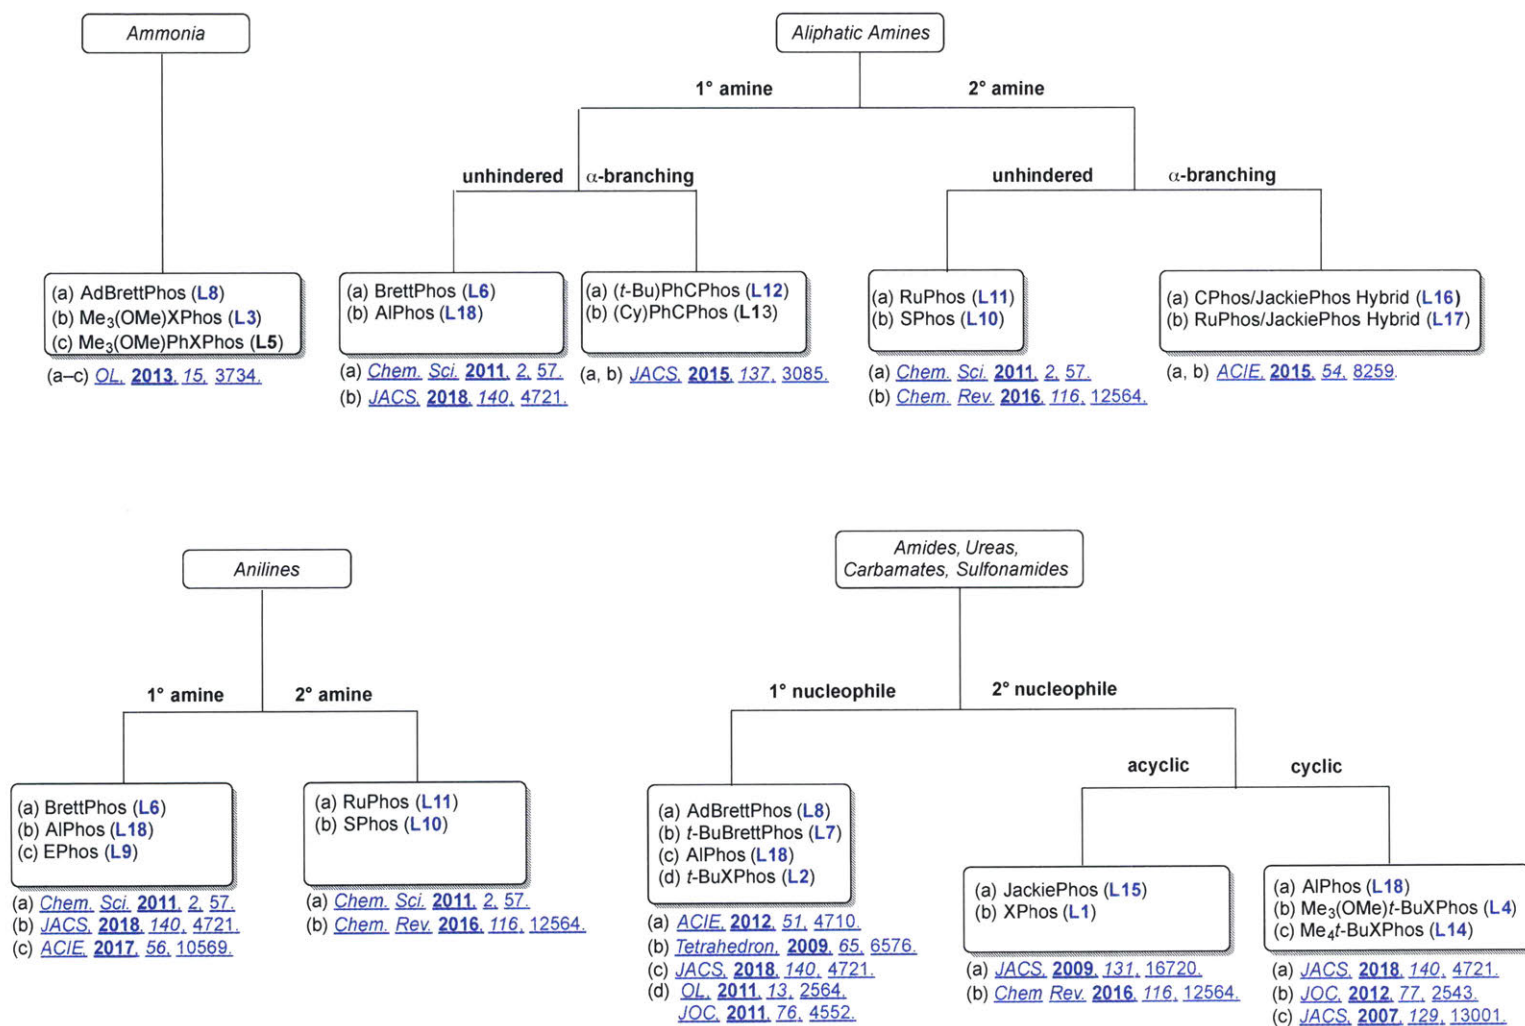 Ammonia
(a) AdBrettPhos (L8)
(b) Me₃(OMe)XPhos (L3)
(c) Me₃(OMe)PhXPhos (L5)
(a–c) OL, 2013, 15, 3734.
Aliphatic Amines
1° amine
2° amine
unhindered
α-branching
unhindered
α-branching
(a) BrettPhos (L6)
(b) AlPhos (L18)
(a) Chem. Sci. 2011, 2, 57.
(b) JACS, 2018, 140, 4721.
(a) (t-Bu)PhCPhos (L12)
(b) (Cy)PhCPhos (L13)
(a, b) JACS, 2015, 137, 3085.
(a) RuPhos (L11)
(b) SPhos (L10)
(a) Chem. Sci. 2011, 2, 57.
(b) Chem. Rev. 2016, 116, 12564.
(a) CPhos/JackiePhos Hybrid (L16)
(b) RuPhos/JackiePhos Hybrid (L17)
(a, b) ACIE, 2015, 54, 8259.
Anilines
1° amine
2° amine
(a) BrettPhos (L6)
(b) AlPhos (L18)
(c) EPhos (L9)
(a) Chem. Sci. 2011, 2, 57.
(b) JACS, 2018, 140, 4721.
(c) ACIE, 2017, 56, 10569.
(a) RuPhos (L11)
(b) SPhos (L10)
(a) Chem. Sci. 2011, 2, 57.
(b) Chem. Rev. 2016, 116, 12564.
Amides, Ureas,
Carbamates, Sulfonamides
1° nucleophile
2° nucleophile
acyclic
cyclic
(a) AdBrettPhos (L8)
(b) t-BuBrettPhos (L7)
(c) AlPhos (L18)
(d) t-BuXPhos (L2)
(a) ACIE, 2012, 51, 4710.
(b) Tetrahedron, 2009, 65, 6576.
(c) JACS, 2018, 140, 4721.
(d) OL, 2011, 13, 2564,
JOC, 2011, 76, 4552.
(a) JackiePhos (L15)
(b) XPhos (L1)
(a) JACS, 2009, 131, 16720.
(b) Chem Rev. 2016, 116, 12564.
(a) AlPhos (L18)
(b) Me₃(OMe)t-BuXPhos (L4)
(c) Me₄t-BuXPhos (L14)
(a) JACS, 2018, 140, 4721.
(b) JOC, 2012, 77, 2543.
(c) JACS, 2007, 129, 13001.